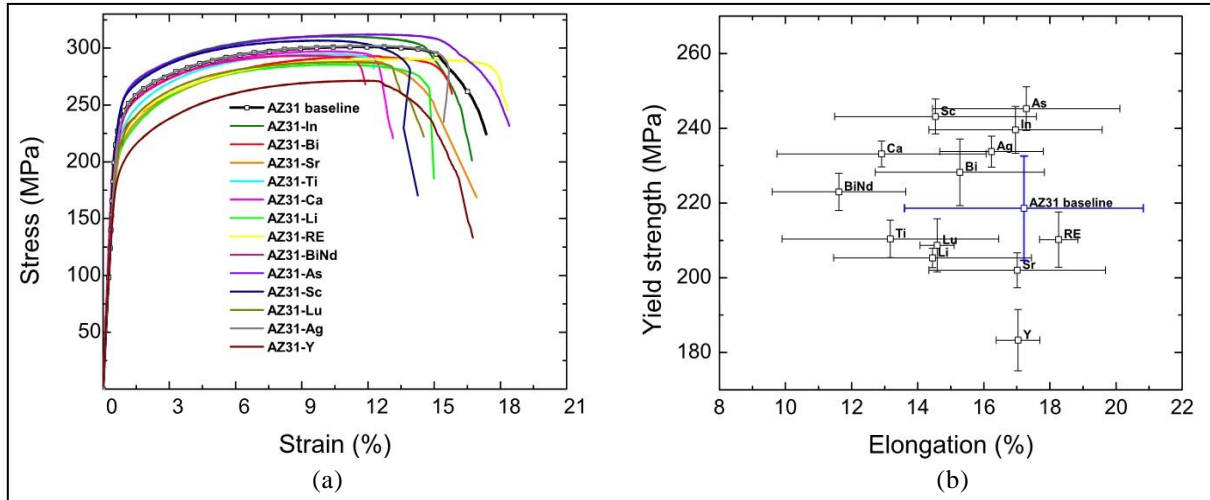 300
250
200
150
100
50
Stress (MPa)
AZ31 baseline
AZ31-In
AZ31-Bi
AZ31-Sr
AZ31-Ti
AZ31-Ca
AZ31-Li
AZ31-RE
AZ31-BiNd
AZ31-As
AZ31-Sc
AZ31-Lu
AZ31-Ag
AZ31-Y
0 3 6 9 12 15 18 21
Strain (%)
(a)
260
240
220
200
180
Yield strength (MPa)
As
Sc
In
Ca
Ag
Bi
BiNd
AZ31 baseline
Ti
Lu
RE
Li
Sr
Y
8 10 12 14 16 18 20 22
Elongation (%)
(b)